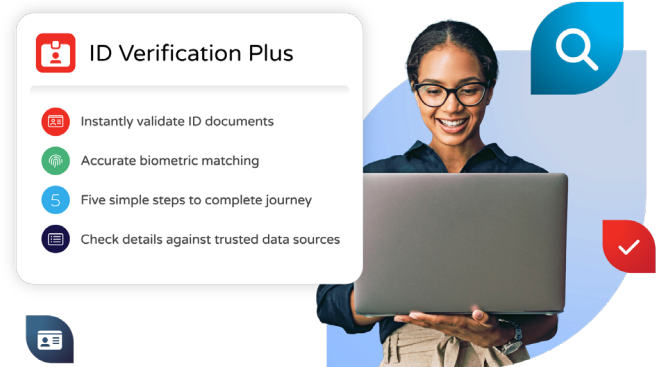 ID Verification Plus
Instantly validate ID documents
Accurate biometric matching
5 Five simple steps to complete journey
Check details against trusted data sources